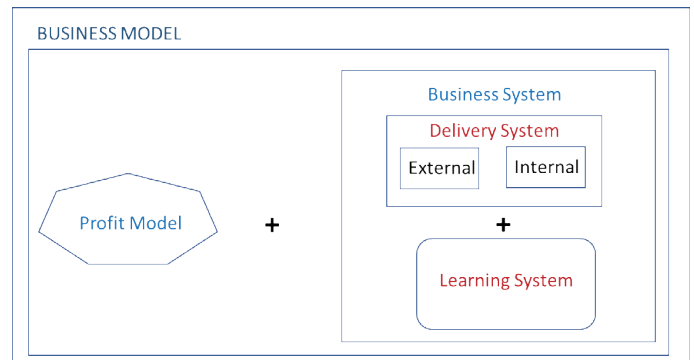 BUSINESS MODEL
Business System
Delivery System
External
Internal
Profit Model
+
+
Learning System